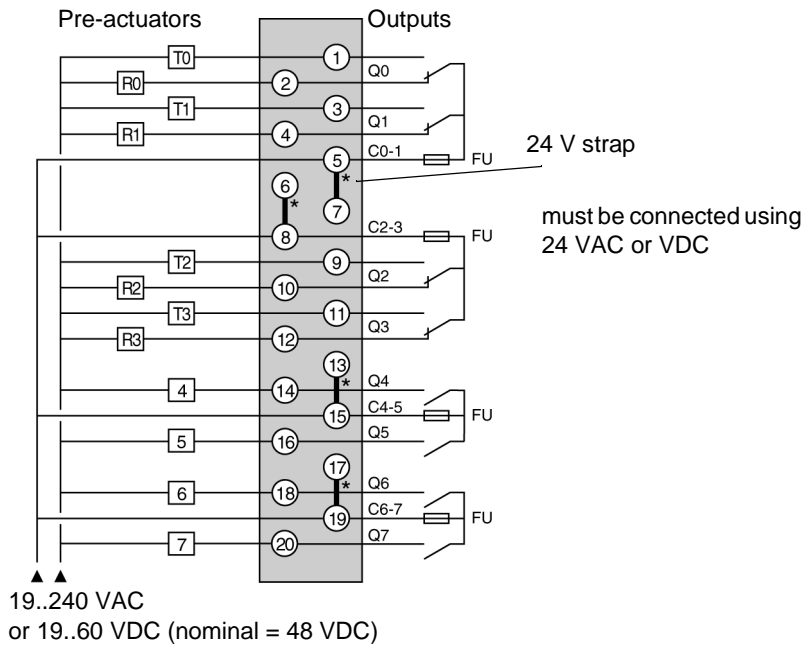 Pre-actuators Outputs
T0 1
Q0
R0 2
T1 3
Q1
R1 4
C0-1
5 FU
24 V strap
6 * *
7
must be connected using
24 VAC or VDC
C2-3
8 FU
T2 9
Q2
R2 10
T3 11
Q3
R3 12
13
4 14 * Q4
C4-5
15 FU
5 16 Q5
17
6 18 * Q6
C6-7
19 FU
7 20 Q7
19..240 VAC
or 19..60 VDC (nominal = 48 VDC)